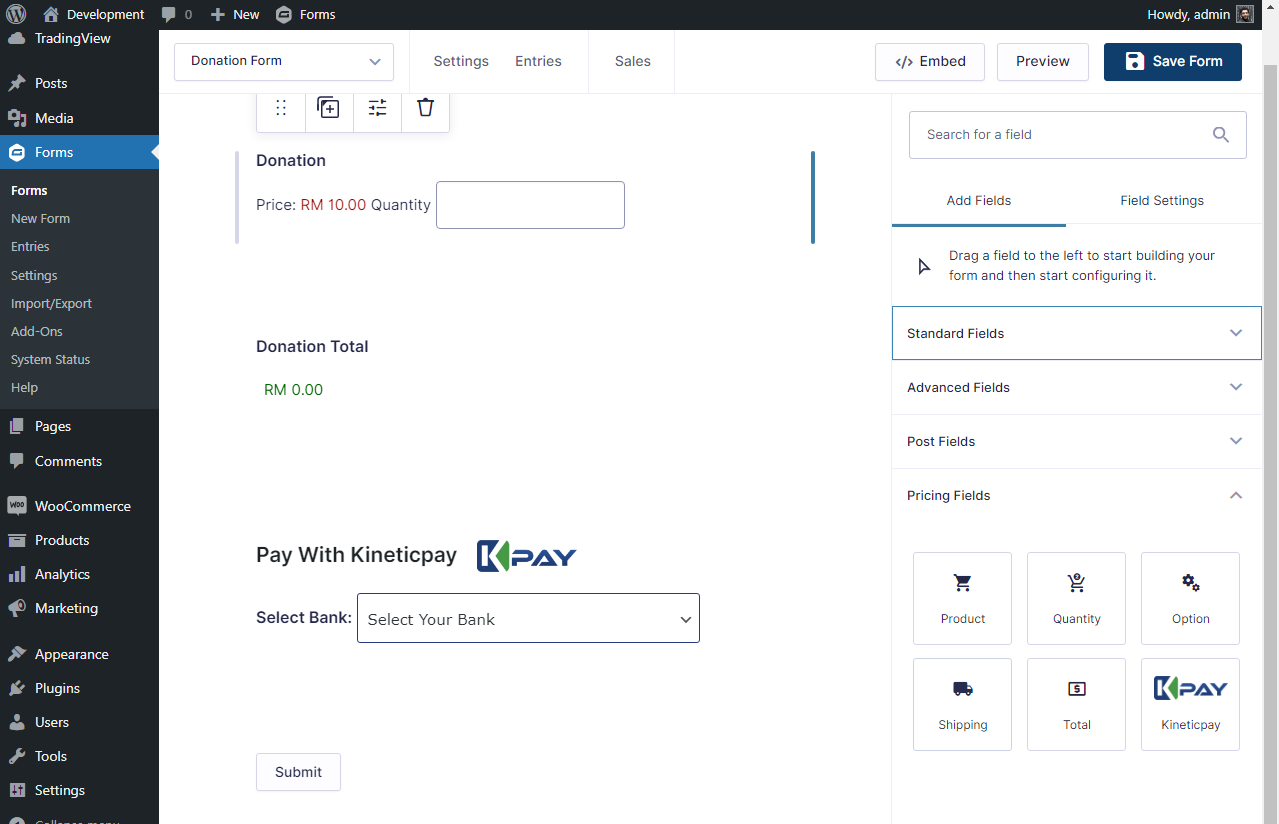 Development
0
New
Forms
Howdy, admin
TradingView
Posts
Media
Forms
Forms
New Form
Entries
Settings
Import/Export
Add-Ons
System Status
Help
Pages
Comments
WOO
WooCommerce
Products
Analytics
Marketing
Appearance
Plugins
Users
Tools
Settings
Collapse menu
Donation Form
Settings
Entries
Sales
</> Embed
Preview
Save Form
Donation
Price: RM 10.00 Quantity
Donation Total
RM 0.00
Pay With Kineticpay
KPAY
Select Bank:
Select Your Bank
Submit
Search for a field
Add Fields
Field Settings
Drag a field to the left to start building your
form and then start configuring it.
Standard Fields
Advanced Fields
Post Fields
Pricing Fields
Product
Quantity
Option
Shipping
Total
KPAY
Kineticpay